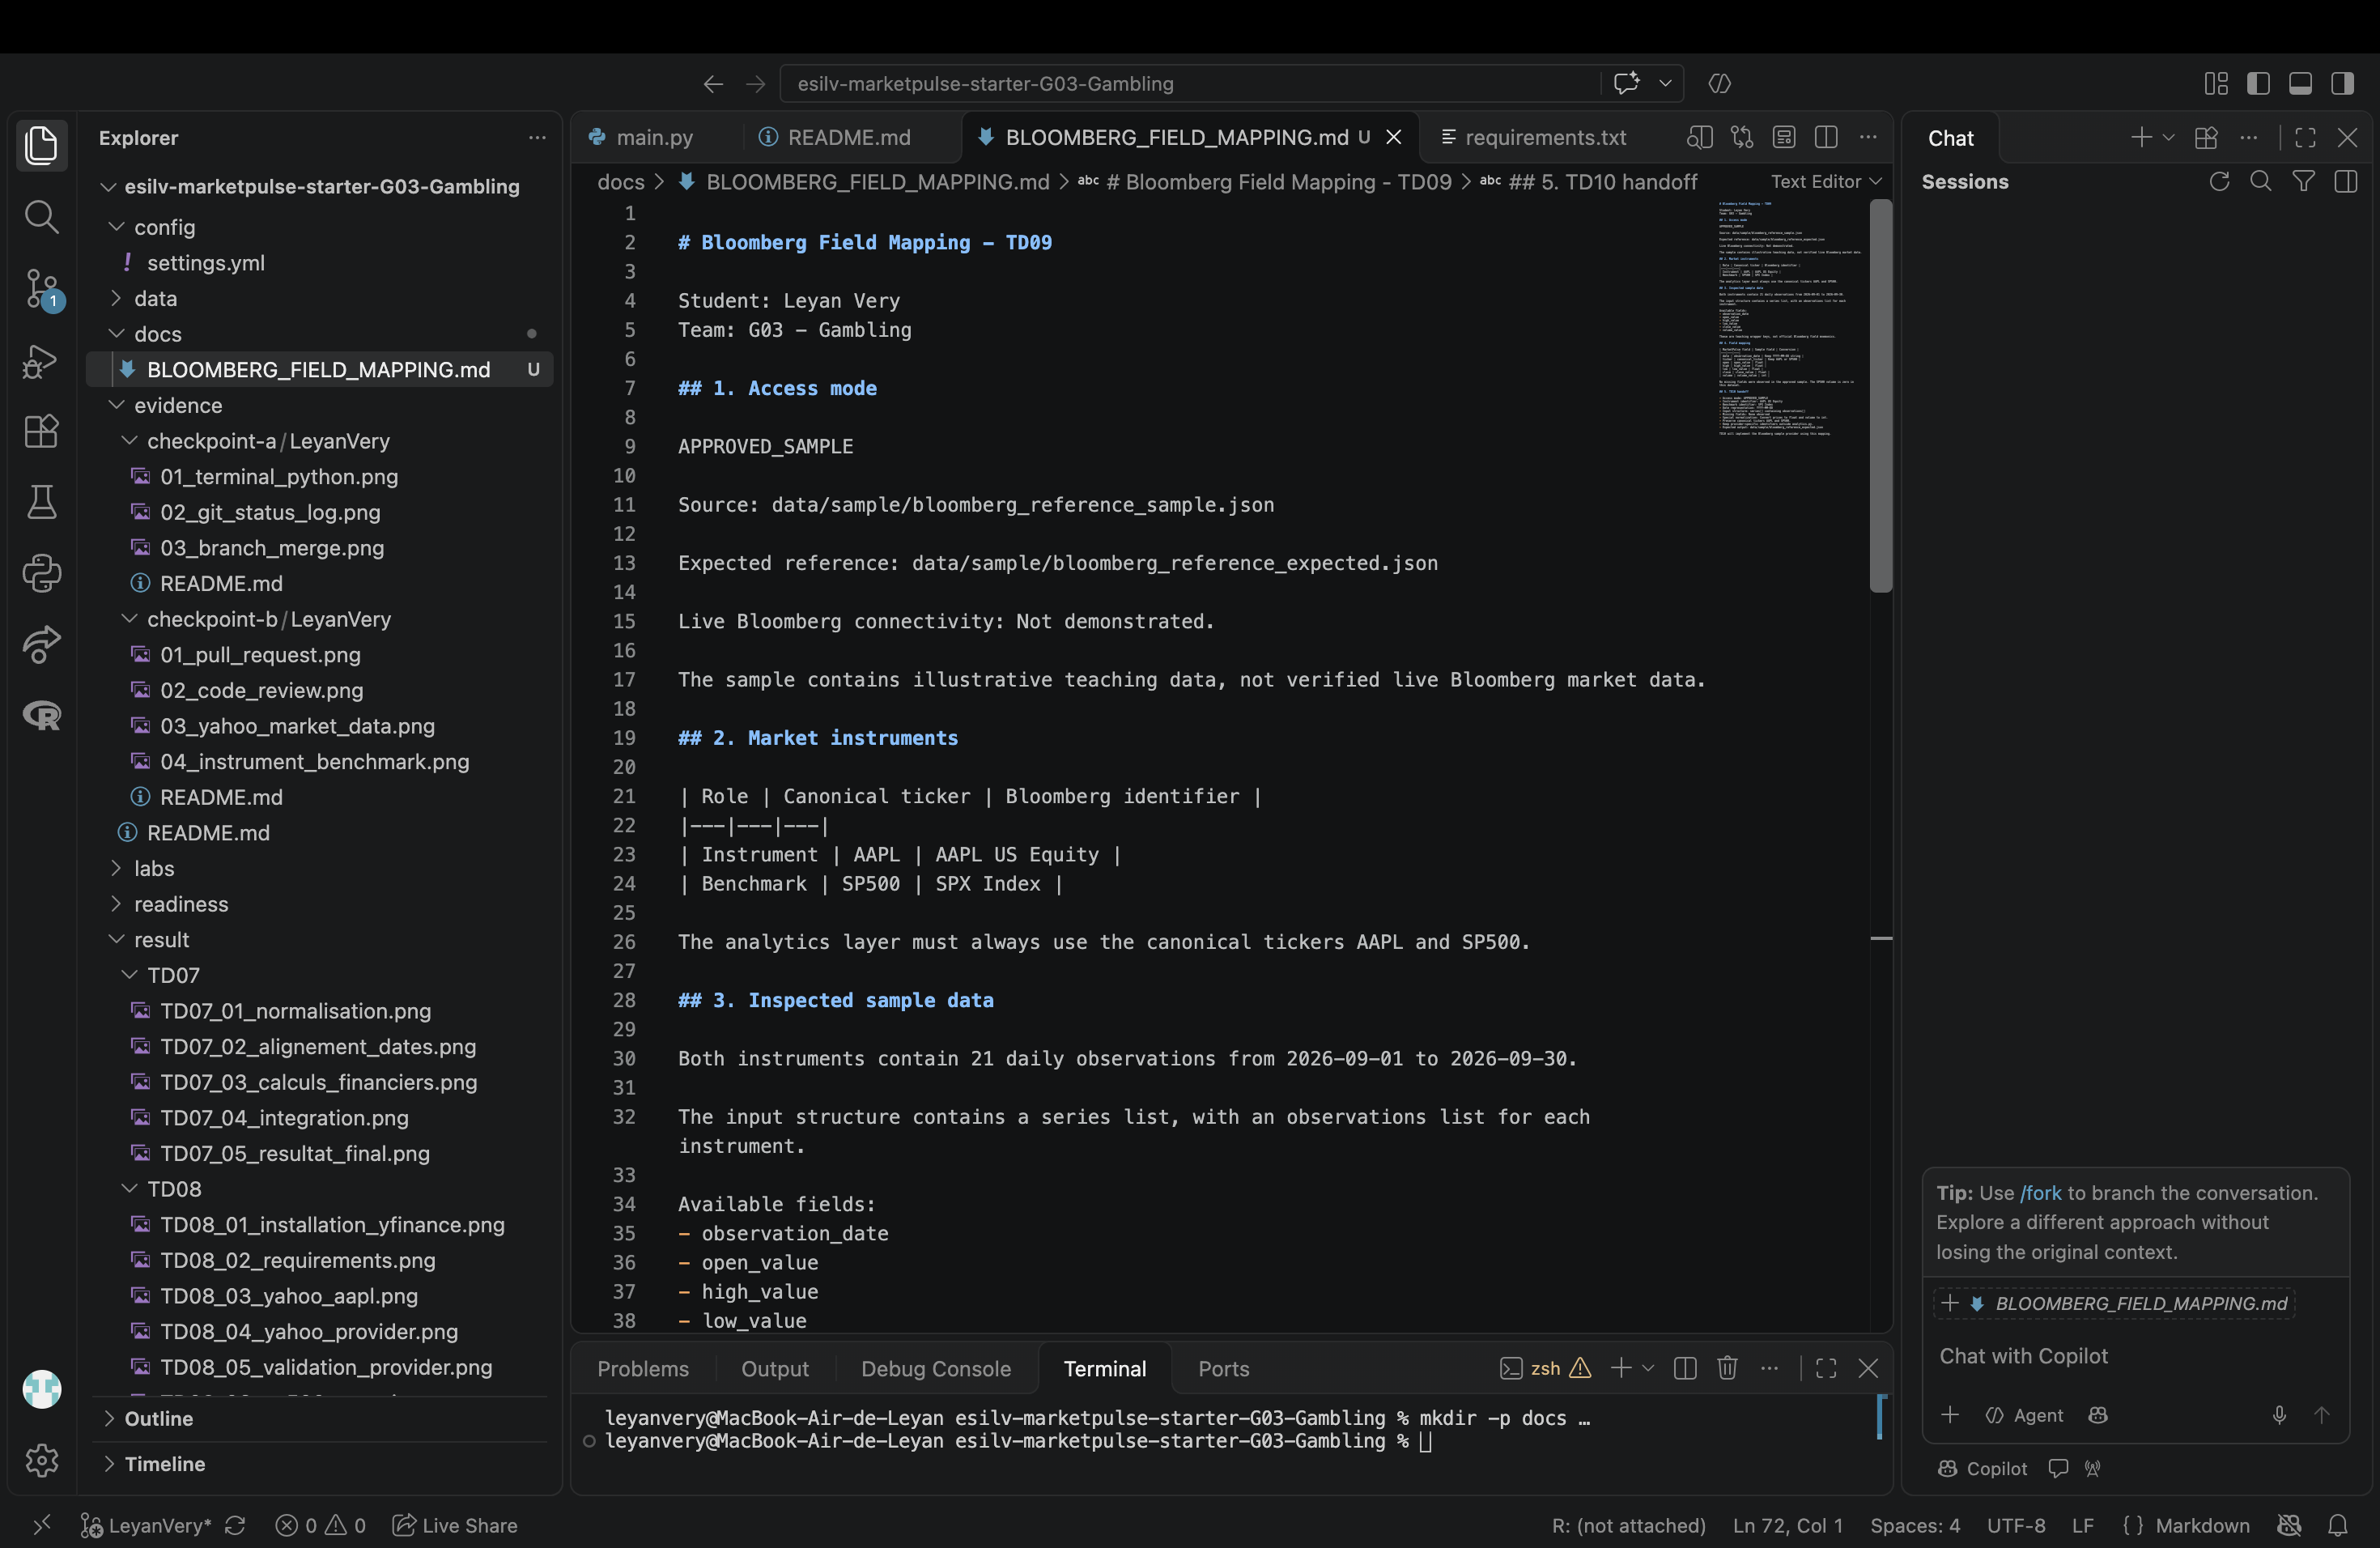 esilv-marketpulse-starter-G03-Gambling
Explorer
esilv-marketpulse-starter-G03-Gambling
config
! settings.yml
data
docs
BLOOMBERG_FIELD_MAPPING.md U
evidence
checkpoint-a/LeyanVery
01_terminal_python.png
02_git_status_log.png
03_branch_merge.png
README.md
checkpoint-b/LeyanVery
01_pull_request.png
02_code_review.png
03_yahoo_market_data.png
04_instrument_benchmark.png
README.md
README.md
labs
readiness
result
TD07
TD07_01_normalisation.png
TD07_02_alignement_dates.png
TD07_03_calculs_financiers.png
TD07_04_integration.png
TD07_05_resultat_final.png
TD08
TD08_01_installation_yfinance.png
TD08_02_requirements.png
TD08_03_yahoo_aapl.png
TD08_04_yahoo_provider.png
TD08_05_validation_provider.png
Outline
Timeline
1
main.py
README.md
BLOOMBERG_FIELD_MAPPING.md U
requirements.txt
docs > BLOOMBERG_FIELD_MAPPING.md > abc # Bloomberg Field Mapping - TD09 > abc ## 5. TD10 handoff
Text Editor
1
2 # Bloomberg Field Mapping - TD09
3
4 Student: Leyan Very
5 Team: G03 - Gambling
6
7 ## 1. Access mode
8
9 APPROVED_SAMPLE
10
11 Source: data/sample/bloomberg_reference_sample.json
12
13 Expected reference: data/sample/bloomberg_reference_expected.json
14
15 Live Bloomberg connectivity: Not demonstrated.
16
17 The sample contains illustrative teaching data, not verified live Bloomberg market data.
18
19 ## 2. Market instruments
20
21 | Role | Canonical ticker | Bloomberg identifier |
22 |---|---|---|
23 | Instrument | AAPL | AAPL US Equity |
24 | Benchmark | SP500 | SPX Index |
25
26 The analytics layer must always use the canonical tickers AAPL and SP500.
27
28 ## 3. Inspected sample data
29
30 Both instruments contain 21 daily observations from 2026-09-01 to 2026-09-30.
31
32 The input structure contains a series list, with an observations list for each
instrument.
33
34 Available fields:
35 - observation_date
36 - open_value
37 - high_value
38 - low_value
Problems
Output
Debug Console
Terminal
Ports
zsh
leyanvery@MacBook-Air-de-Leyan esilv-marketpulse-starter-G03-Gambling % mkdir -p docs …
leyanvery@MacBook-Air-de-Leyan esilv-marketpulse-starter-G03-Gambling %
Chat
Sessions
Tip: Use /fork to branch the conversation.
Explore a different approach without
losing the original context.
BLOOMBERG_FIELD_MAPPING.md
Chat with Copilot
Agent
Copilot
LeyanVery*
0
0
Live Share
R: (not attached)
Ln 72, Col 1
Spaces: 4
UTF-8
LF
{ } Markdown